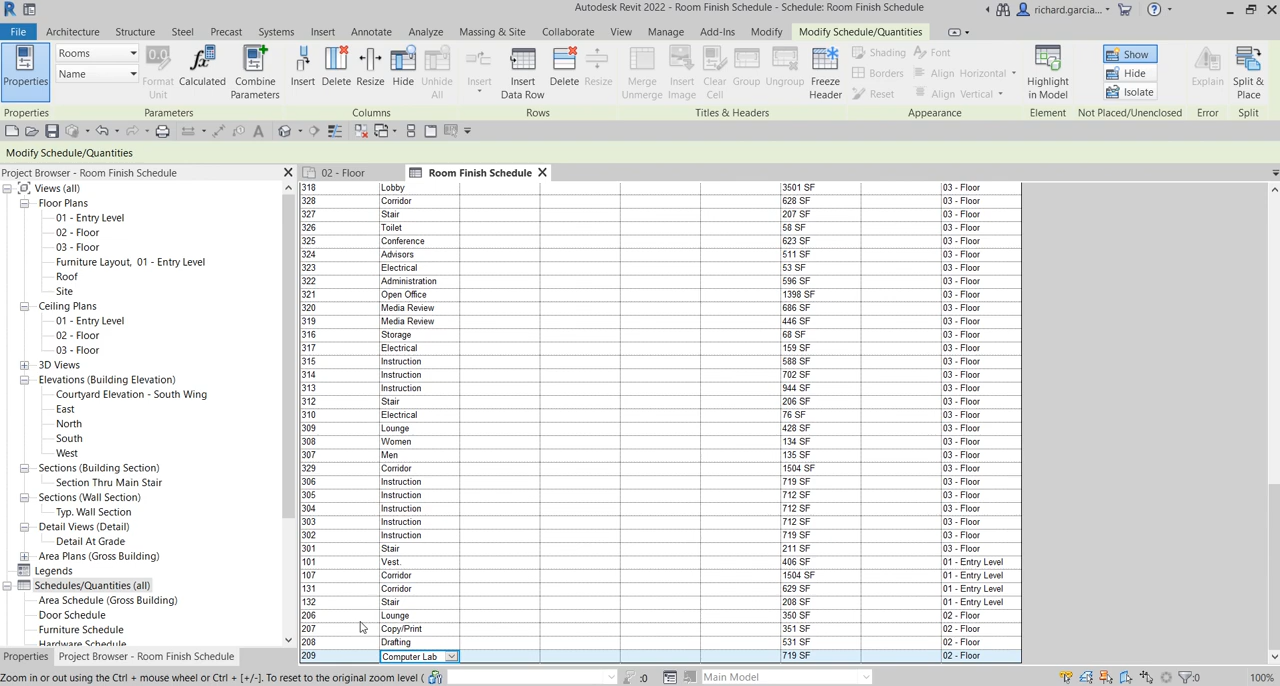 Autodesk Revit 2022 - Room Finish Schedule - Schedule: Room Finish Schedule
richard.garcia...
File Architecture Structure Steel Precast Systems Insert Annotate Analyze Massing & Site Collaborate View Manage Add-Ins Modify Modify Schedule/Quantities
Rooms
Name
Properties
Format Unit
Calculated
Combine Parameters
Insert Delete Resize Hide Unhide All
Insert
Insert Data Row
Delete Resize
Merge Unmerge
Insert Image
Clear Cell
Group Ungroup
Freeze Header
Shading Font
Borders Align Horizontal
Reset Align Vertical
Highlight in Model
Show
Hide
Isolate
Explain
Split & Place
Properties Parameters Columns Rows Titles & Headers Appearance Element Not Placed/Unenclosed Error Split
Modify Schedule/Quantities
Project Browser - Room Finish Schedule
02 - Floor
Room Finish Schedule
Views (all)
Floor Plans
01 - Entry Level
02 - Floor
03 - Floor
Furniture Layout, 01 - Entry Level
Roof
Site
Ceiling Plans
01 - Entry Level
02 - Floor
03 - Floor
3D Views
Elevations (Building Elevation)
Courtyard Elevation - South Wing
East
North
South
West
Sections (Building Section)
Section Thru Main Stair
Sections (Wall Section)
Typ. Wall Section
Detail Views (Detail)
Detail At Grade
Area Plans (Gross Building)
Legends
Schedules/Quantities (all)
Area Schedule (Gross Building)
Door Schedule
Furniture Schedule
Hardware Schedule
318 Lobby 3501 SF 03 - Floor
328 Corridor 628 SF 03 - Floor
327 Stair 207 SF 03 - Floor
326 Toilet 58 SF 03 - Floor
325 Conference 623 SF 03 - Floor
324 Advisors 511 SF 03 - Floor
323 Electrical 53 SF 03 - Floor
322 Administration 596 SF 03 - Floor
321 Open Office 1398 SF 03 - Floor
320 Media Review 686 SF 03 - Floor
319 Media Review 446 SF 03 - Floor
316 Storage 68 SF 03 - Floor
317 Electrical 159 SF 03 - Floor
315 Instruction 588 SF 03 - Floor
314 Instruction 702 SF 03 - Floor
313 Instruction 944 SF 03 - Floor
312 Stair 206 SF 03 - Floor
310 Electrical 76 SF 03 - Floor
309 Lounge 428 SF 03 - Floor
308 Women 134 SF 03 - Floor
307 Men 135 SF 03 - Floor
329 Corridor 1504 SF 03 - Floor
306 Instruction 719 SF 03 - Floor
305 Instruction 712 SF 03 - Floor
304 Instruction 712 SF 03 - Floor
303 Instruction 712 SF 03 - Floor
302 Instruction 719 SF 03 - Floor
301 Stair 211 SF 03 - Floor
101 Vest. 406 SF 01 - Entry Level
107 Corridor 1504 SF 01 - Entry Level
131 Corridor 629 SF 01 - Entry Level
132 Stair 208 SF 01 - Entry Level
206 Lounge 350 SF 02 - Floor
207 Copy/Print 351 SF 02 - Floor
208 Drafting 531 SF 02 - Floor
209 Computer Lab 719 SF 02 - Floor
Properties Project Browser - Room Finish Schedule
Zoom in or out using the Ctrl + mouse wheel or Ctrl + [+/-]. To reset to the original zoom level (
:0
Main Model
:0
100%